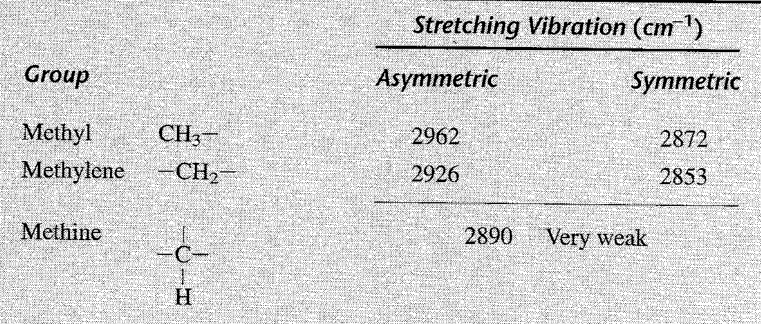 Stretching Vibration (cm⁻¹)
Group Asymmetric Symmetric
Methyl CH₃— 2962 2872
Methylene —CH₂— 2926 2853
Methine —C— 2890 Very weak
H